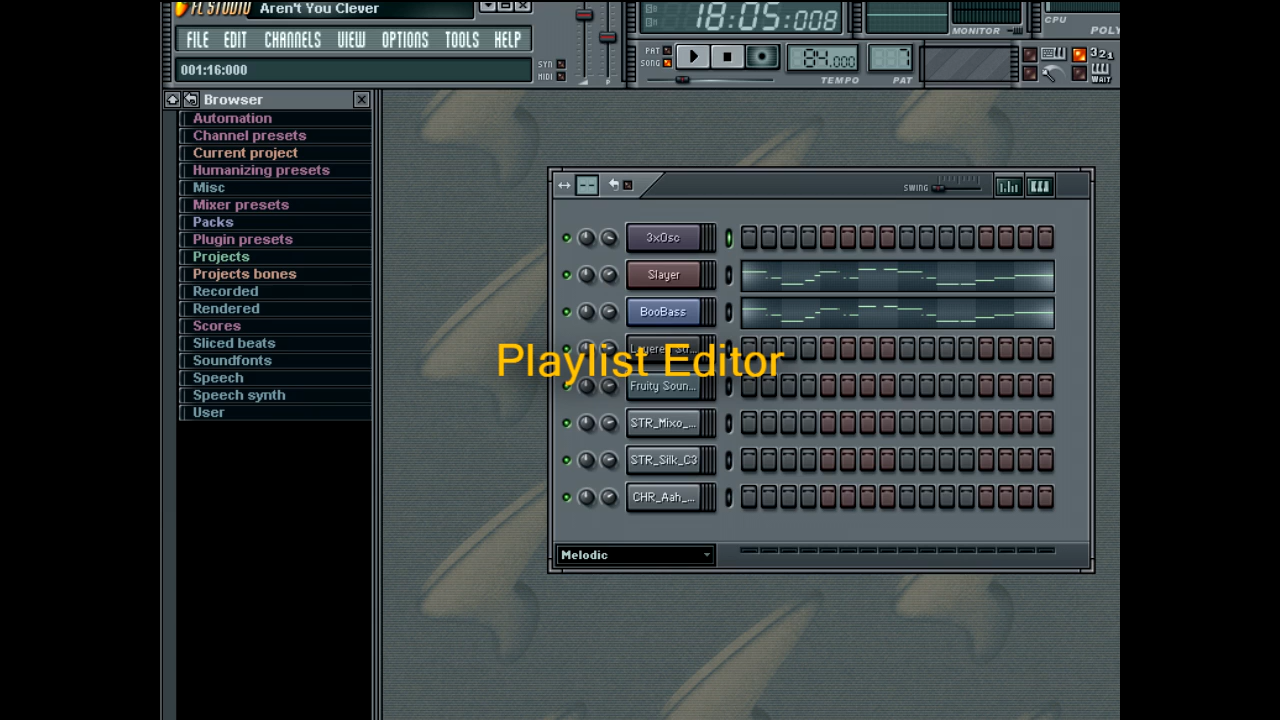 FL STUDIO Aren't You Clever
18:05:008
CPU
MONITOR
POLY
FILE EDIT CHANNELS VIEW OPTIONS TOOLS HELP
001:16:000
SYN
MIDI
PAT
SONG
84.000
TEMPO
7
PAT
321
WAIT
Browser
Automation
Channel presets
Current project
Humanizing presets
Misc
Mixer presets
Packs
Plugin presets
Projects
Projects bones
Recorded
Rendered
Scores
Sliced beats
Soundfonts
Speech
Speech synth
User
SWING
3xOsc
Slayer
BooBass
Playlist Editor
Fruity Soun...
STR_Mixo_...
STR_Silk_C3
CHR_Aah_...
Melodic